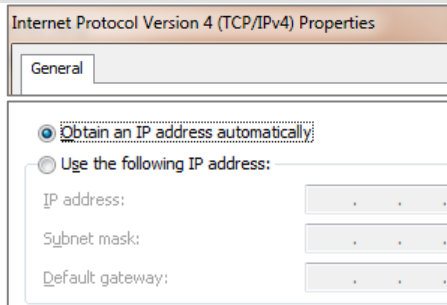 Internet Protocol Version 4 (TCP/IPv4) Properties
General
Obtain an IP address automatically
Use the following IP address:
IP address:
Subnet mask:
Default gateway: